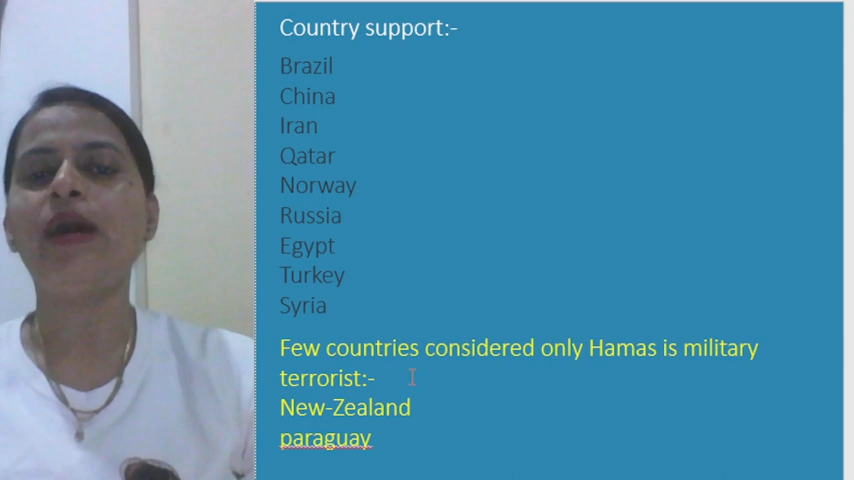 Country support:-
Brazil
China
Iran
Qatar
Norway
Russia
Egypt
Turkey
Syria
Few countries considered only Hamas is military
terrorist:-
New-Zealand
paraguay